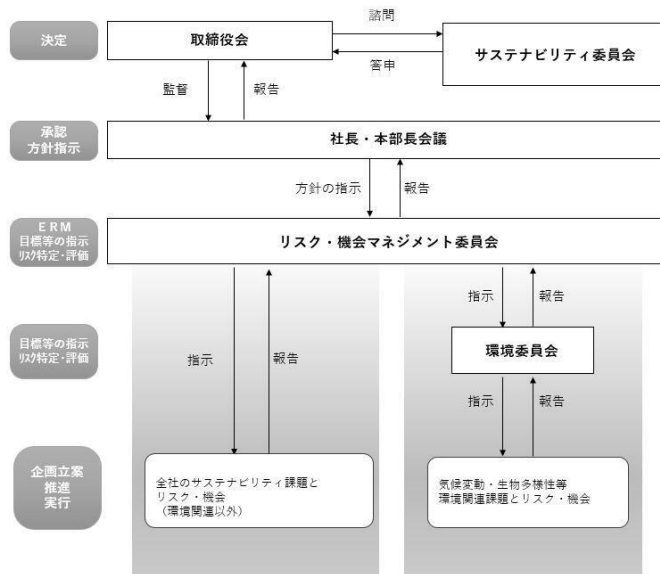 決定
取締役会
諮問
答申
サステナビリティ委員会
監督
報告
承認
方針指示
社長・本部長会議
方針の指示
報告
ＥＲＭ
目標等の指示
リスク特定・評価
リスク・機会マネジメント委員会
指示
報告
目標等の指示
リスク特定・評価
指示
報告
環境委員会
指示
報告
企画立案
推進
実行
全社のサステナビリティ課題と
リスク・機会
（環境関連以外）
気候変動・生物多様性等
環境関連課題とリスク・機会